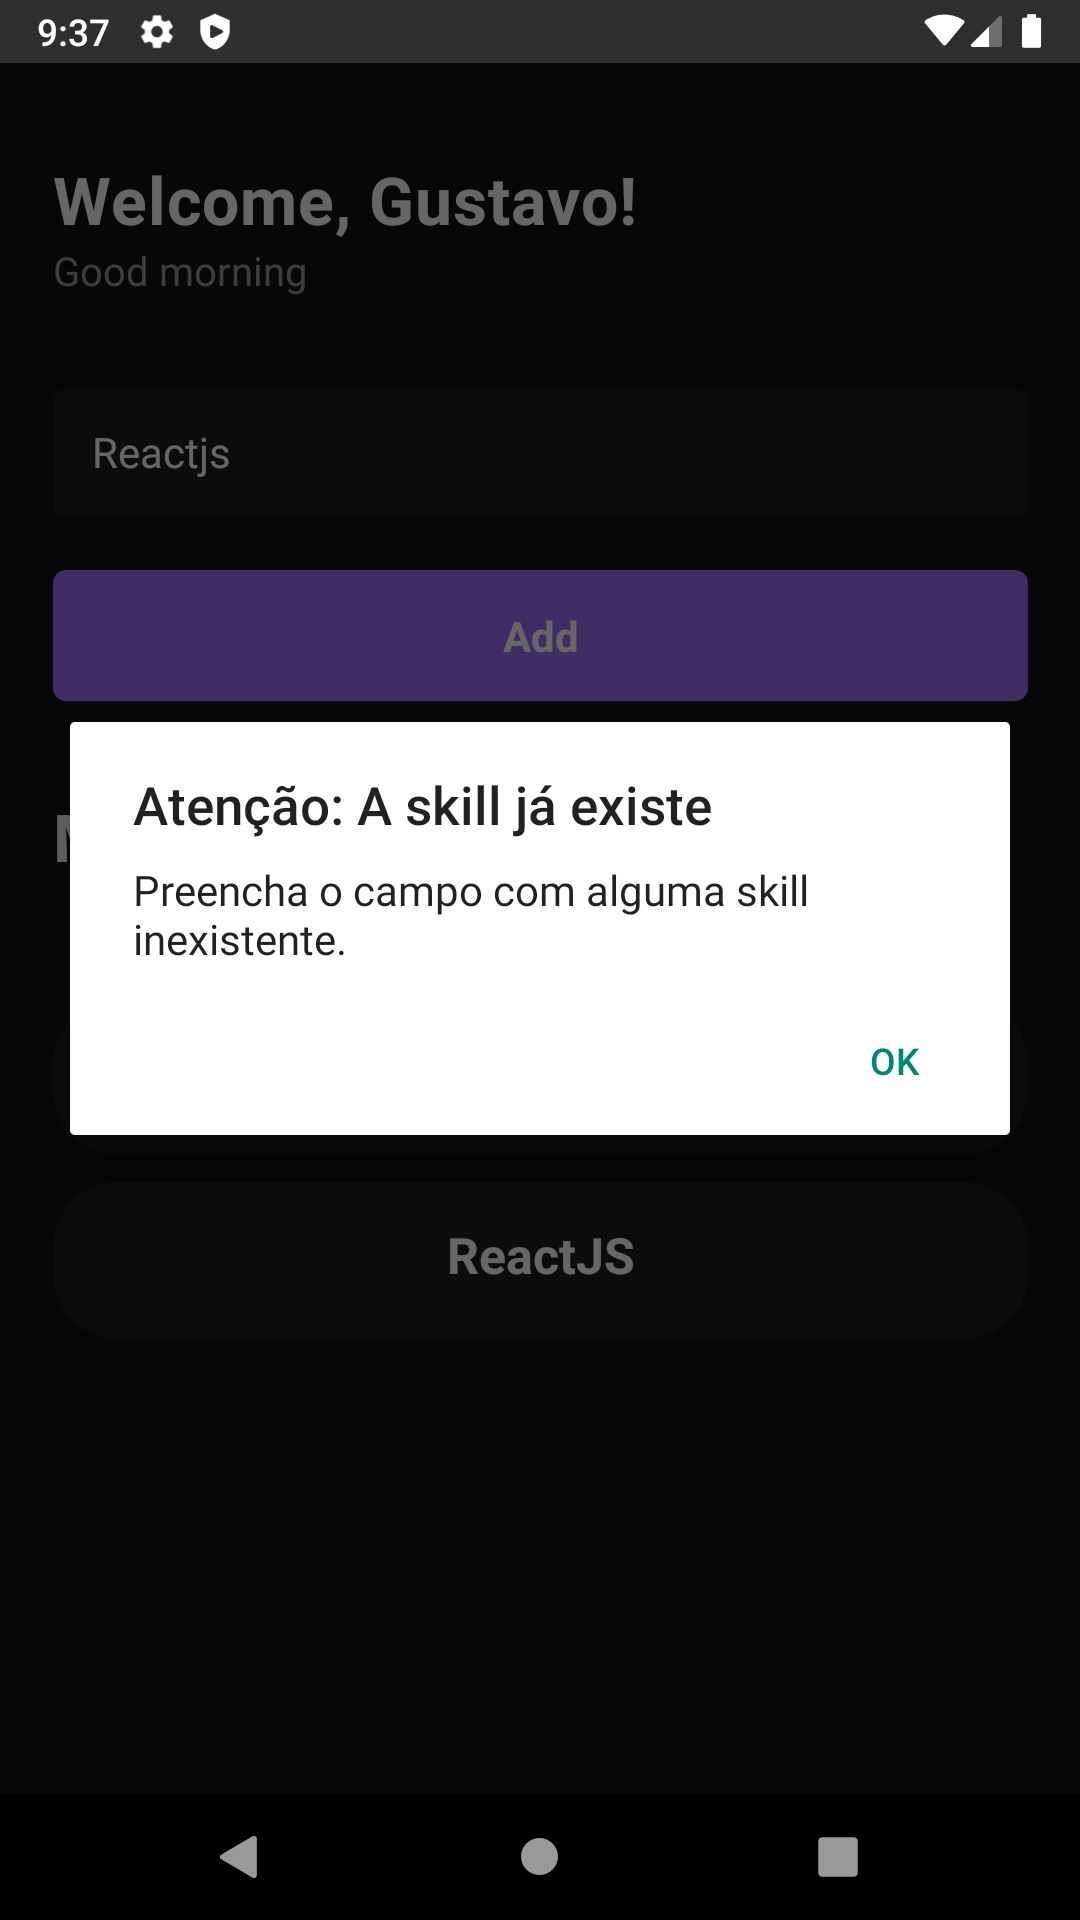 9:37
Welcome, Gustavo!
Good morning
Reactjs
Add
Atenção: A skill já existe
Preencha o campo com alguma skill
inexistente.
OK
ReactJS